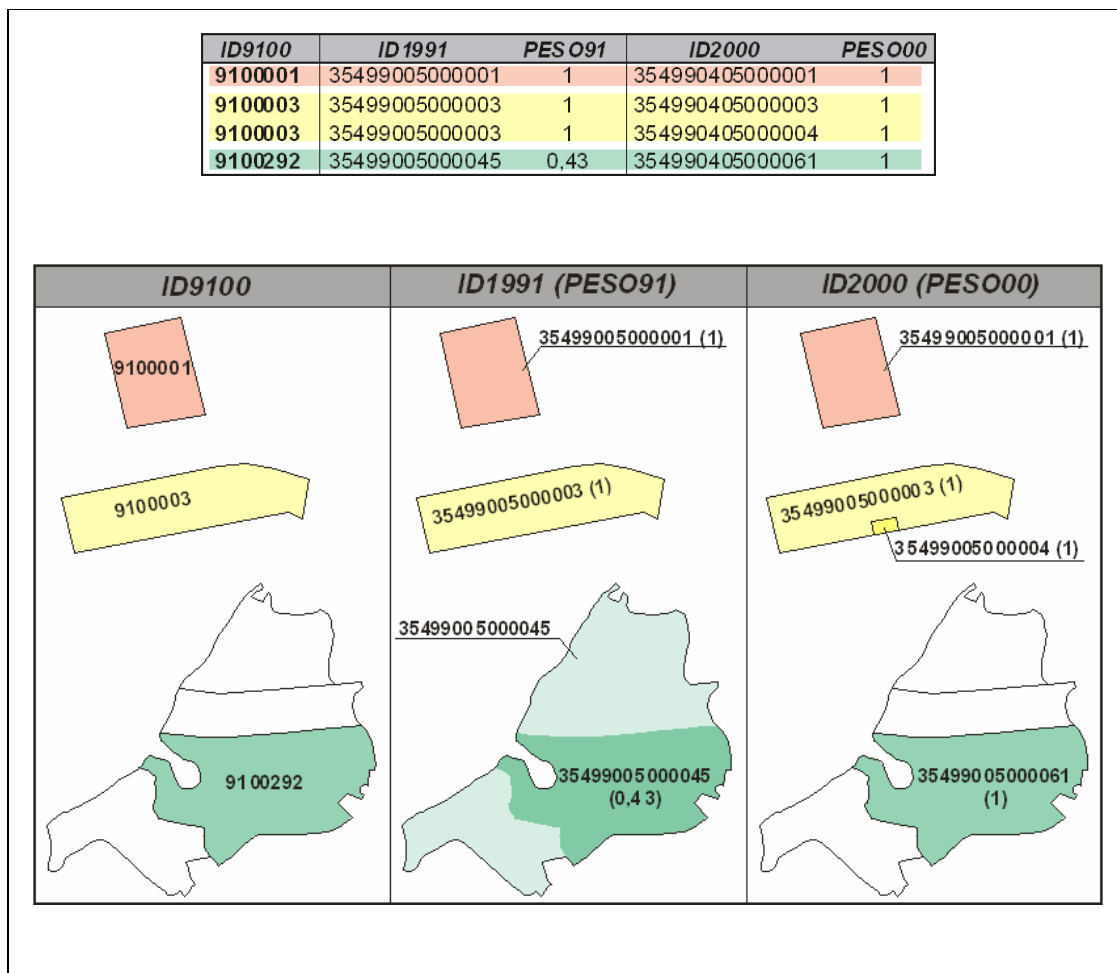 ID9100 ID1991 PESO91 ID2000 PESO00
9100001 35499005000001 1 354990405000001 1
9100003 35499005000003 1 354990405000003 1
9100003 35499005000003 1 354990405000004 1
9100292 35499005000045 0,43 354990405000061 1
ID9100 ID1991 (PESO91) ID2000 (PESO00)
35499005000001 (1) 35499005000001 (1)
9100001
9100003 35499005000003 (1) 35499005000003 (1)
35499005000004 (1)
35499005000045
9100292 35499005000045 35499005000061
(0,43) (1)